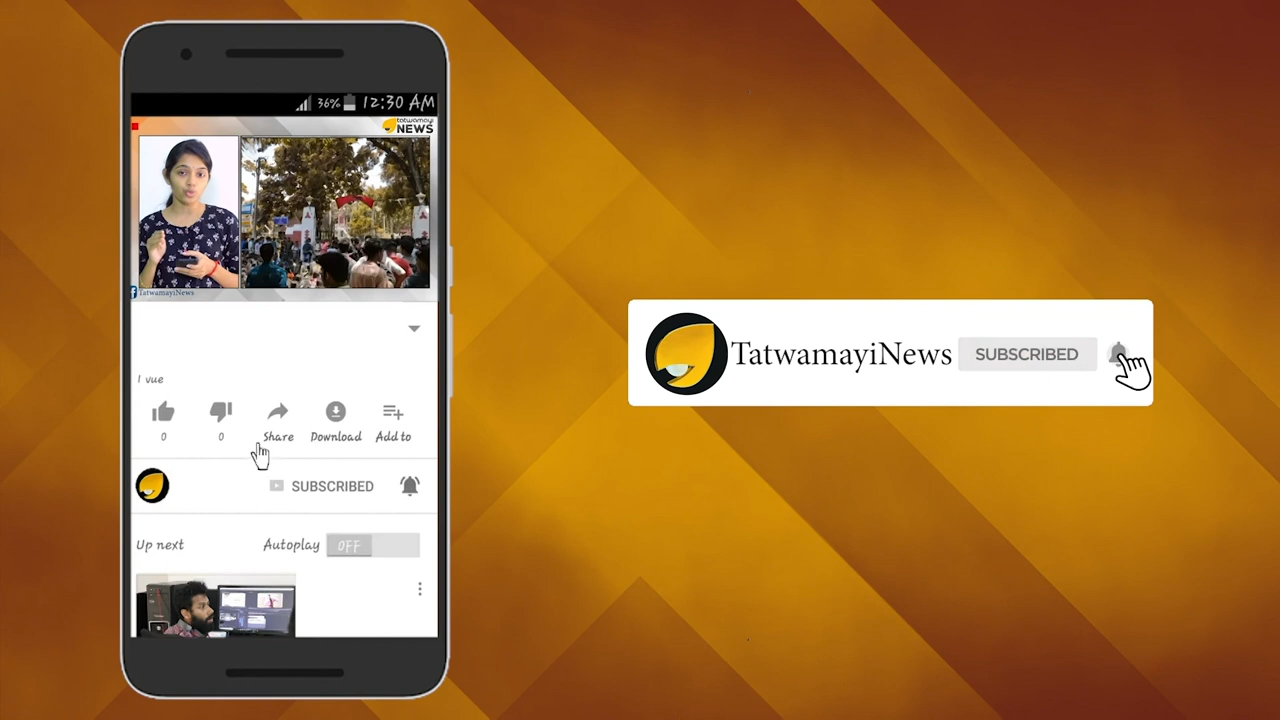 36% 12:30 AM
tatwamayi
NEWS
TatwamayiNews
1 vue
0 0 Share Download Add to
SUBSCRIBED
Up next Autoplay OFF
TatwamayiNews SUBSCRIBED